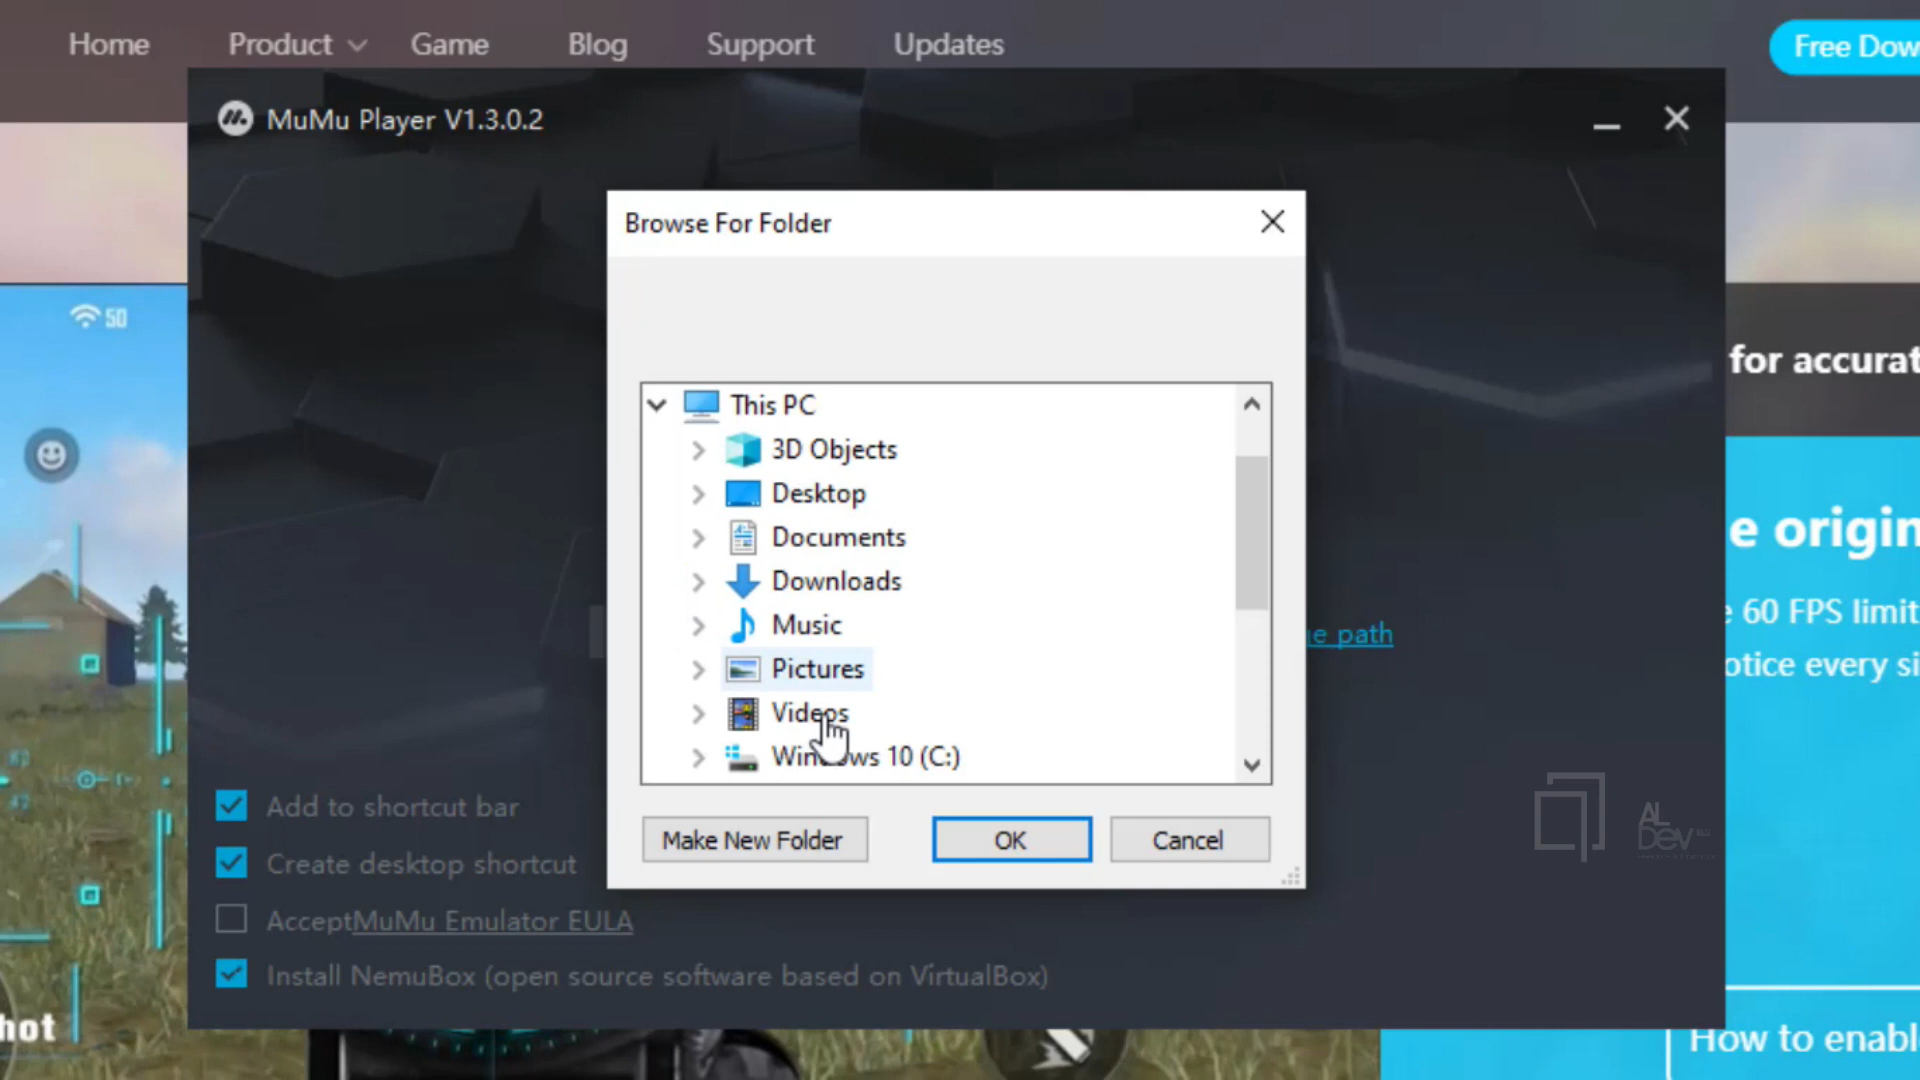 Home Product Game Blog Support Updates
Free Dow
MuMu Player V1.3.0.2
Browse For Folder
50
This PC
3D Objects
Desktop
Documents
Downloads
Music
Pictures
Videos
Windows 10 (C:)
Make New Folder OK Cancel
for accurat
e origin
60 FPS limit
otice every si
e path
Add to shortcut bar
Create desktop shortcut
AcceptMuMu Emulator EULA
Install NemuBox (open source software based on VirtualBox)
AL
Dev
hot
How to enabl